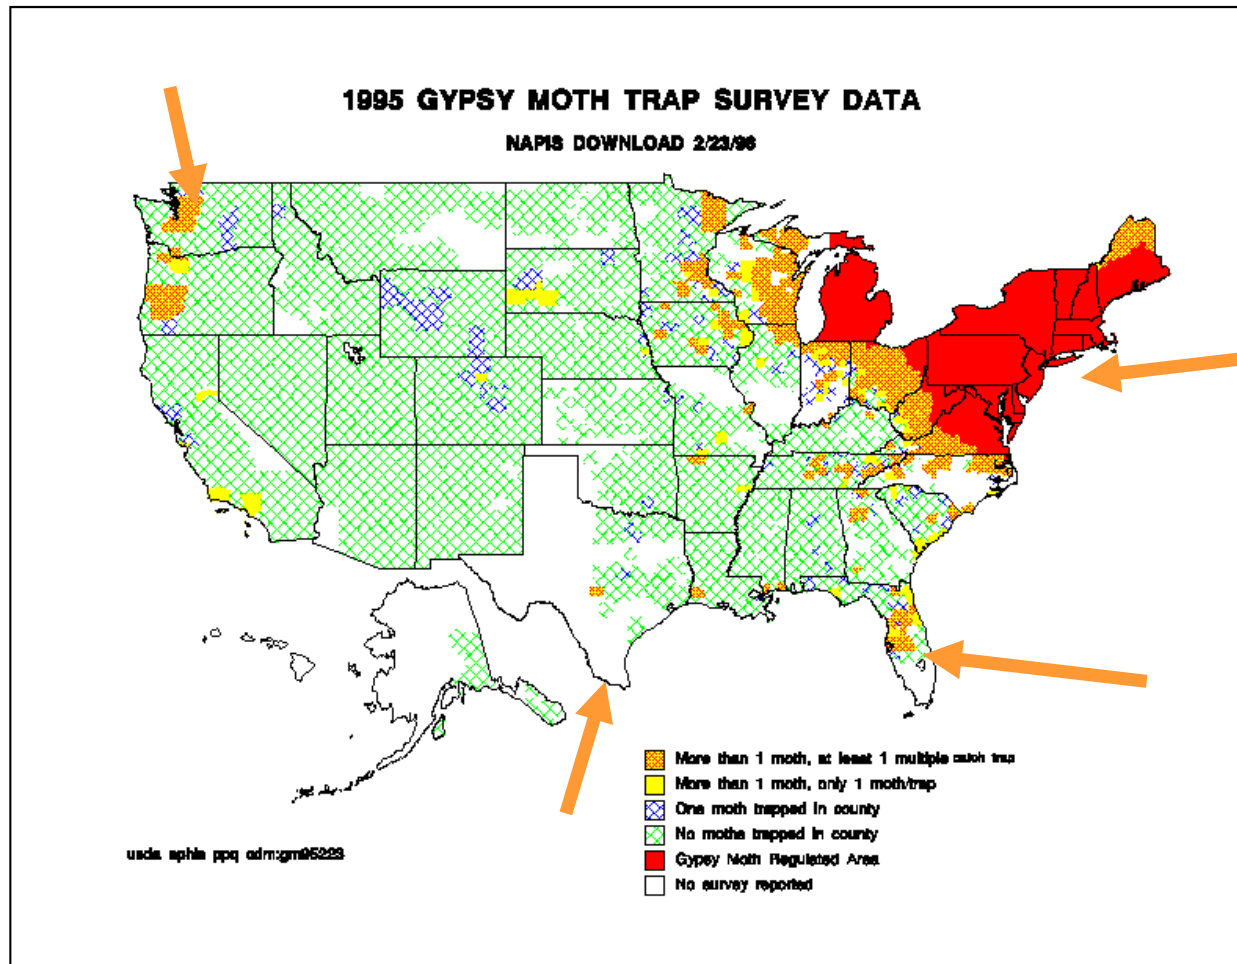 1995 GYPSY MOTH TRAP SURVEY DATA
NAPIS DOWNLOAD 2/23/96
More than 1 moth, at least 1 multiple catch trap
More than 1 moth, only 1 moth/trap
One moth trapped in county
No moths trapped in county
Gypsy Moth Regulated Area
No survey reported
usda aphis ppq adm:gm95223